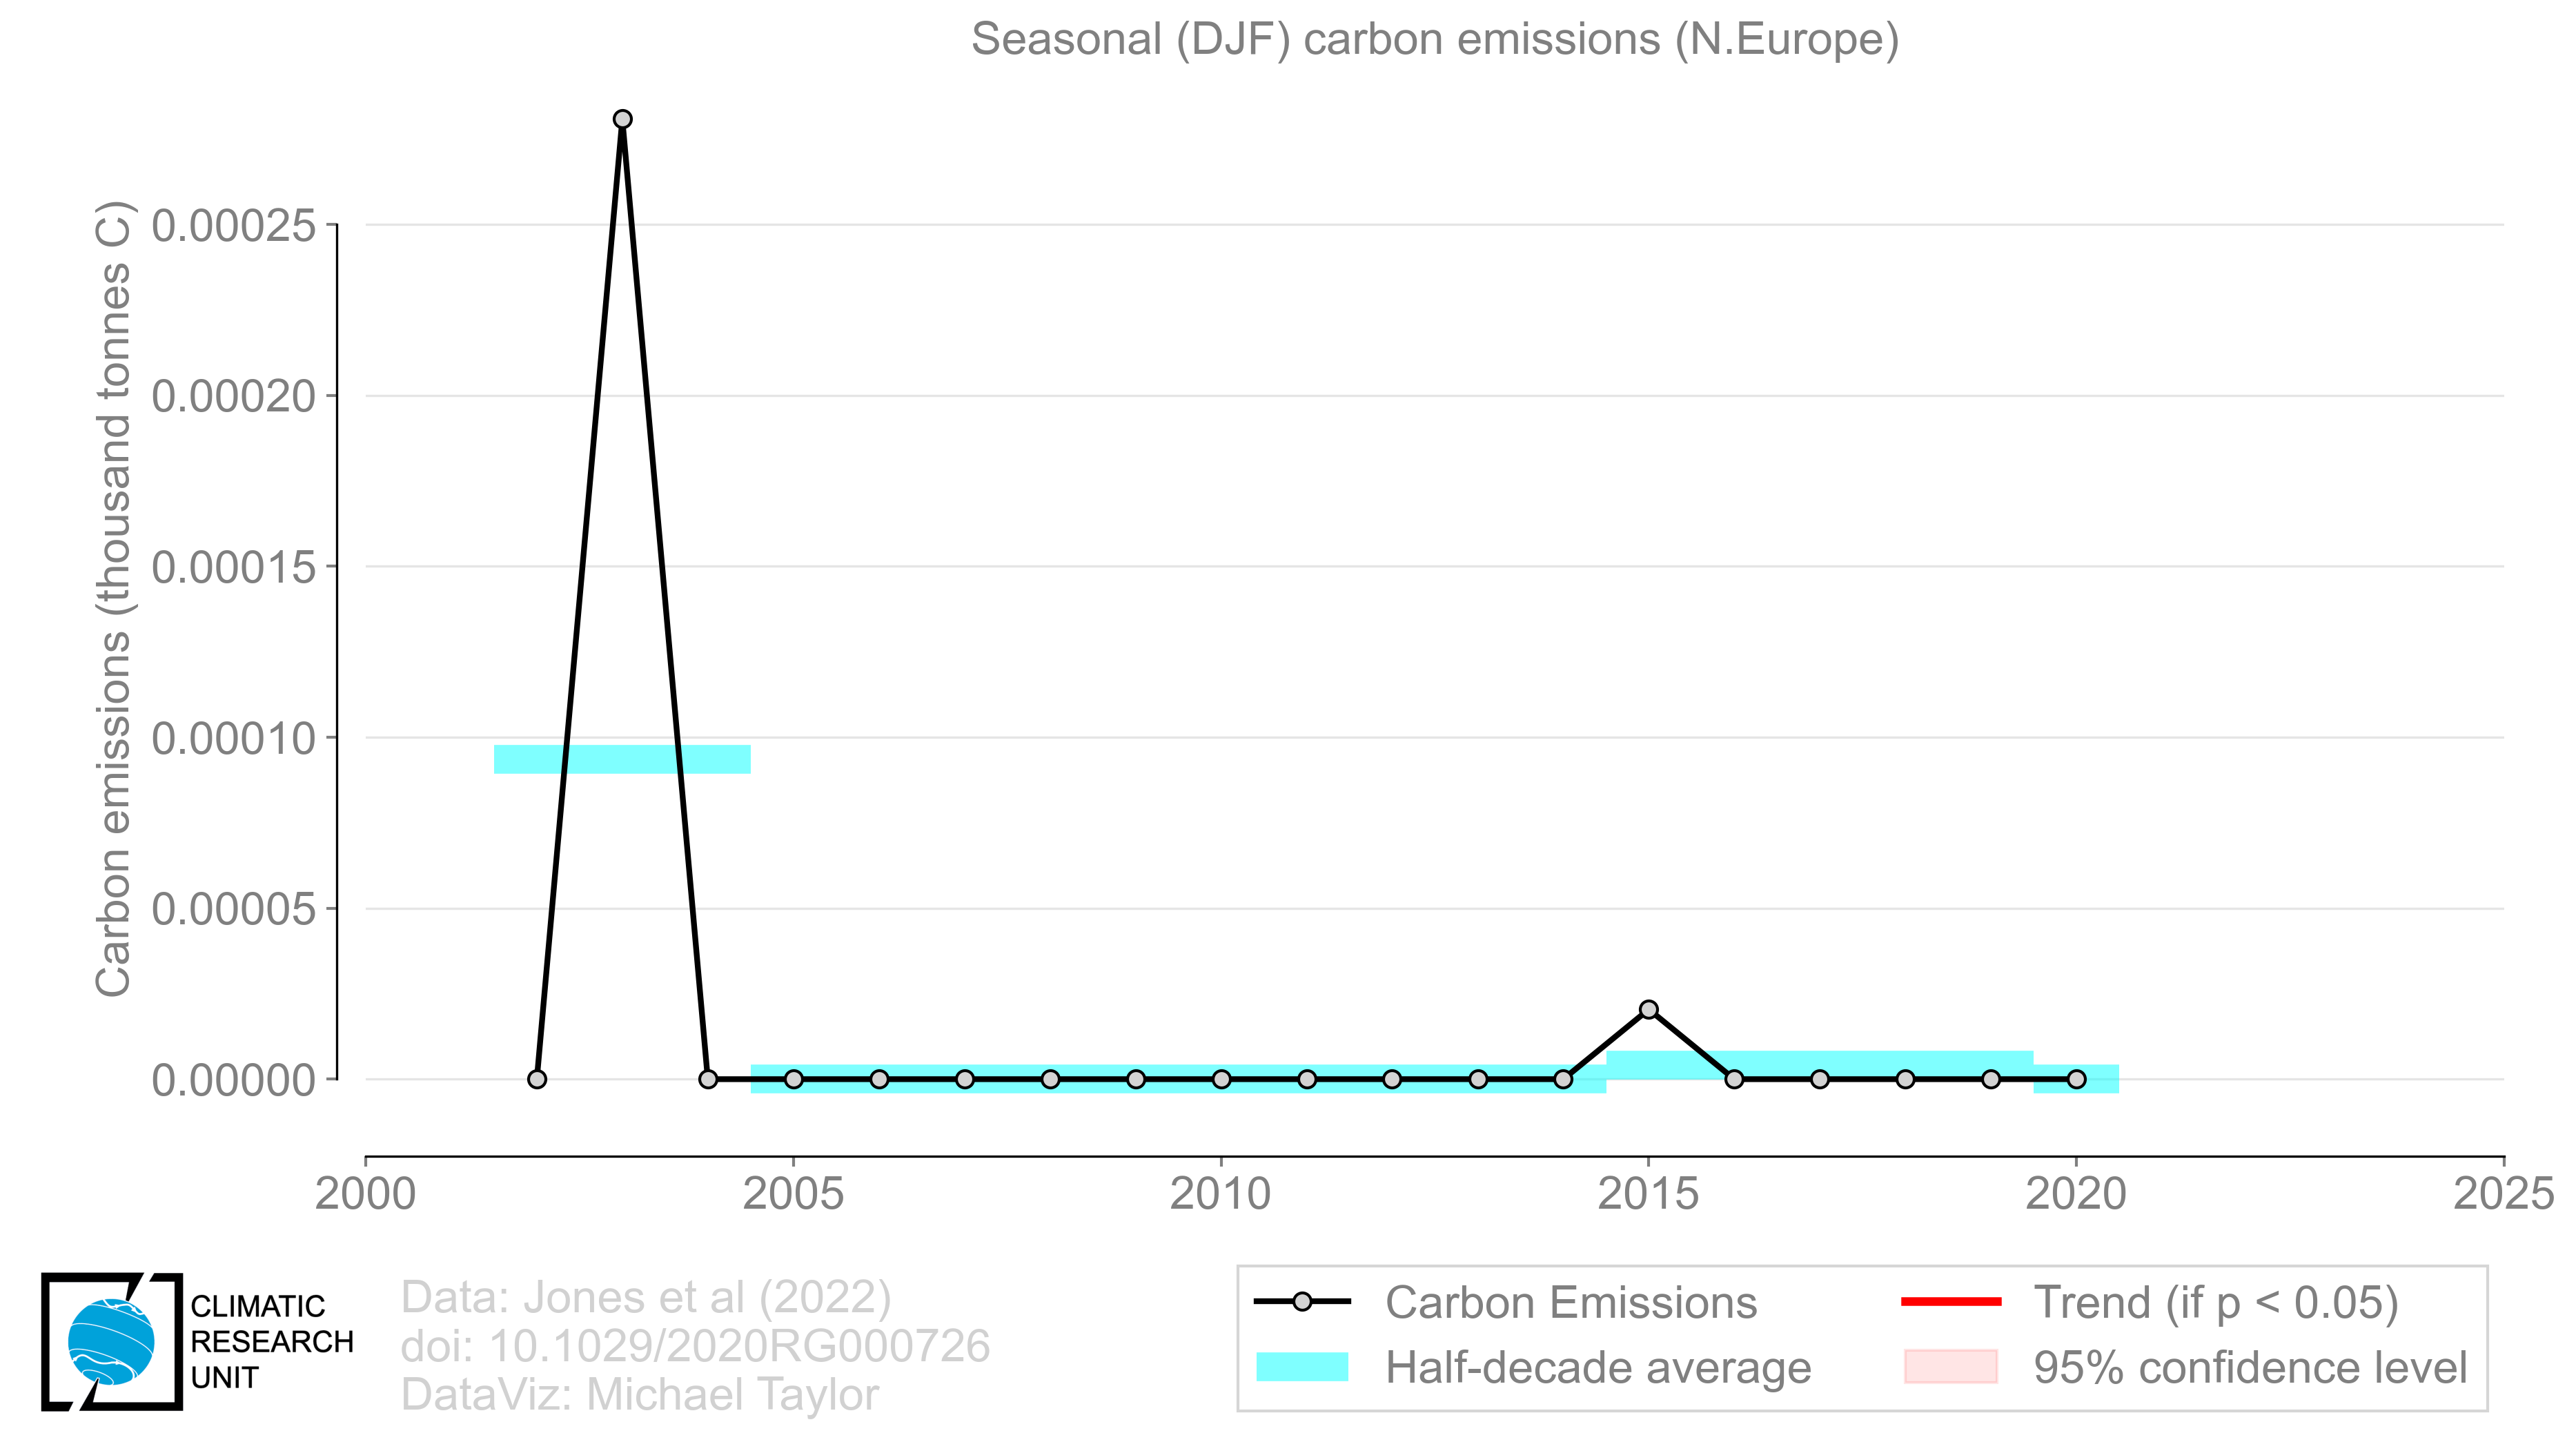 Seasonal (DJF) carbon emissions (N.Europe)
Carbon emissions (thousand tonnes C)
0.00025
0.00020
0.00015
0.00010
0.00005
0.00000
2000
2005
2010
2015
2020
2025
CLIMATIC
RESEARCH
UNIT
Data: Jones et al (2022)
doi: 10.1029/2020RG000726
DataViz: Michael Taylor
Carbon Emissions
Half-decade average
Trend (if p < 0.05)
95% confidence level